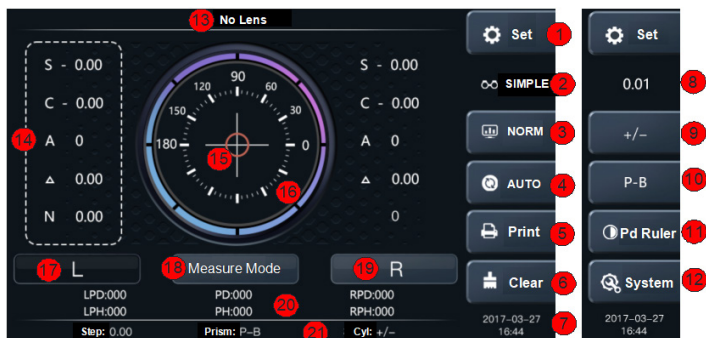 13 No Lens
S - 0.00
C - 0.00
14 A 0
△ 0.00
N 0.00
90
120 60
150 30
180 0
15
16
S - 0.00
C - 0.00
A 0
△ 0.00
0
17 L
18 Measure Mode
19 R
LPD:000 PD:000 RPD:000
LPH:000 PH:000 20 RPH:000
Step: 0.00 Prism: P-B 21 Cyl: +/-
Set 1
SIMPLE 2
NORM 3
AUTO 4
Print 5
Clear 6
2017-03-27
16:44 7
Set
0.01 8
+/- 9
P-B 10
Pd Ruler 11
System 12
2017-03-27
16:44